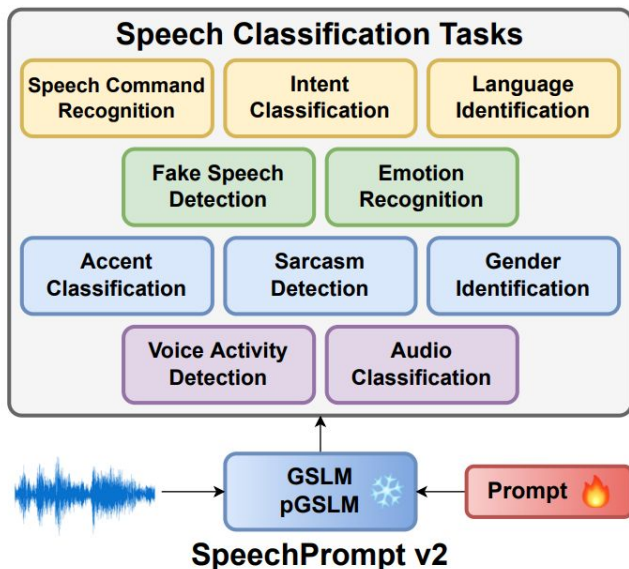 Speech Classification Tasks
Speech Command
Recognition
Intent
Classification
Language
Identification
Fake Speech
Detection
Emotion
Recognition
Accent
Classification
Sarcasm
Detection
Gender
Identification
Voice Activity
Detection
Audio
Classification
GSLM
pGSLM
Prompt
SpeechPrompt v2